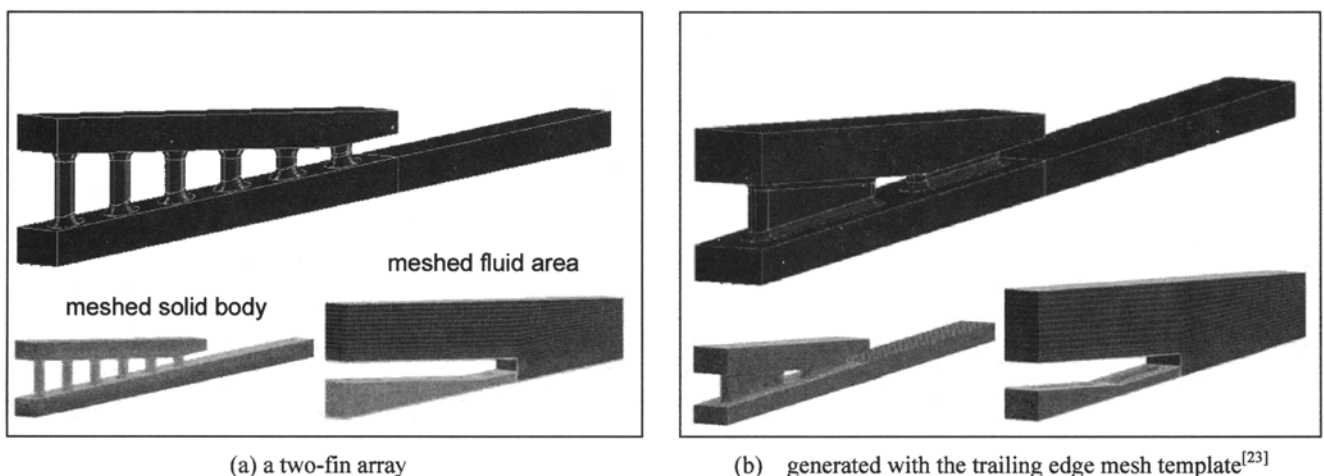 meshed fluid area
meshed solid body
(a) a two-fin array
(b) generated with the trailing edge mesh template[23]